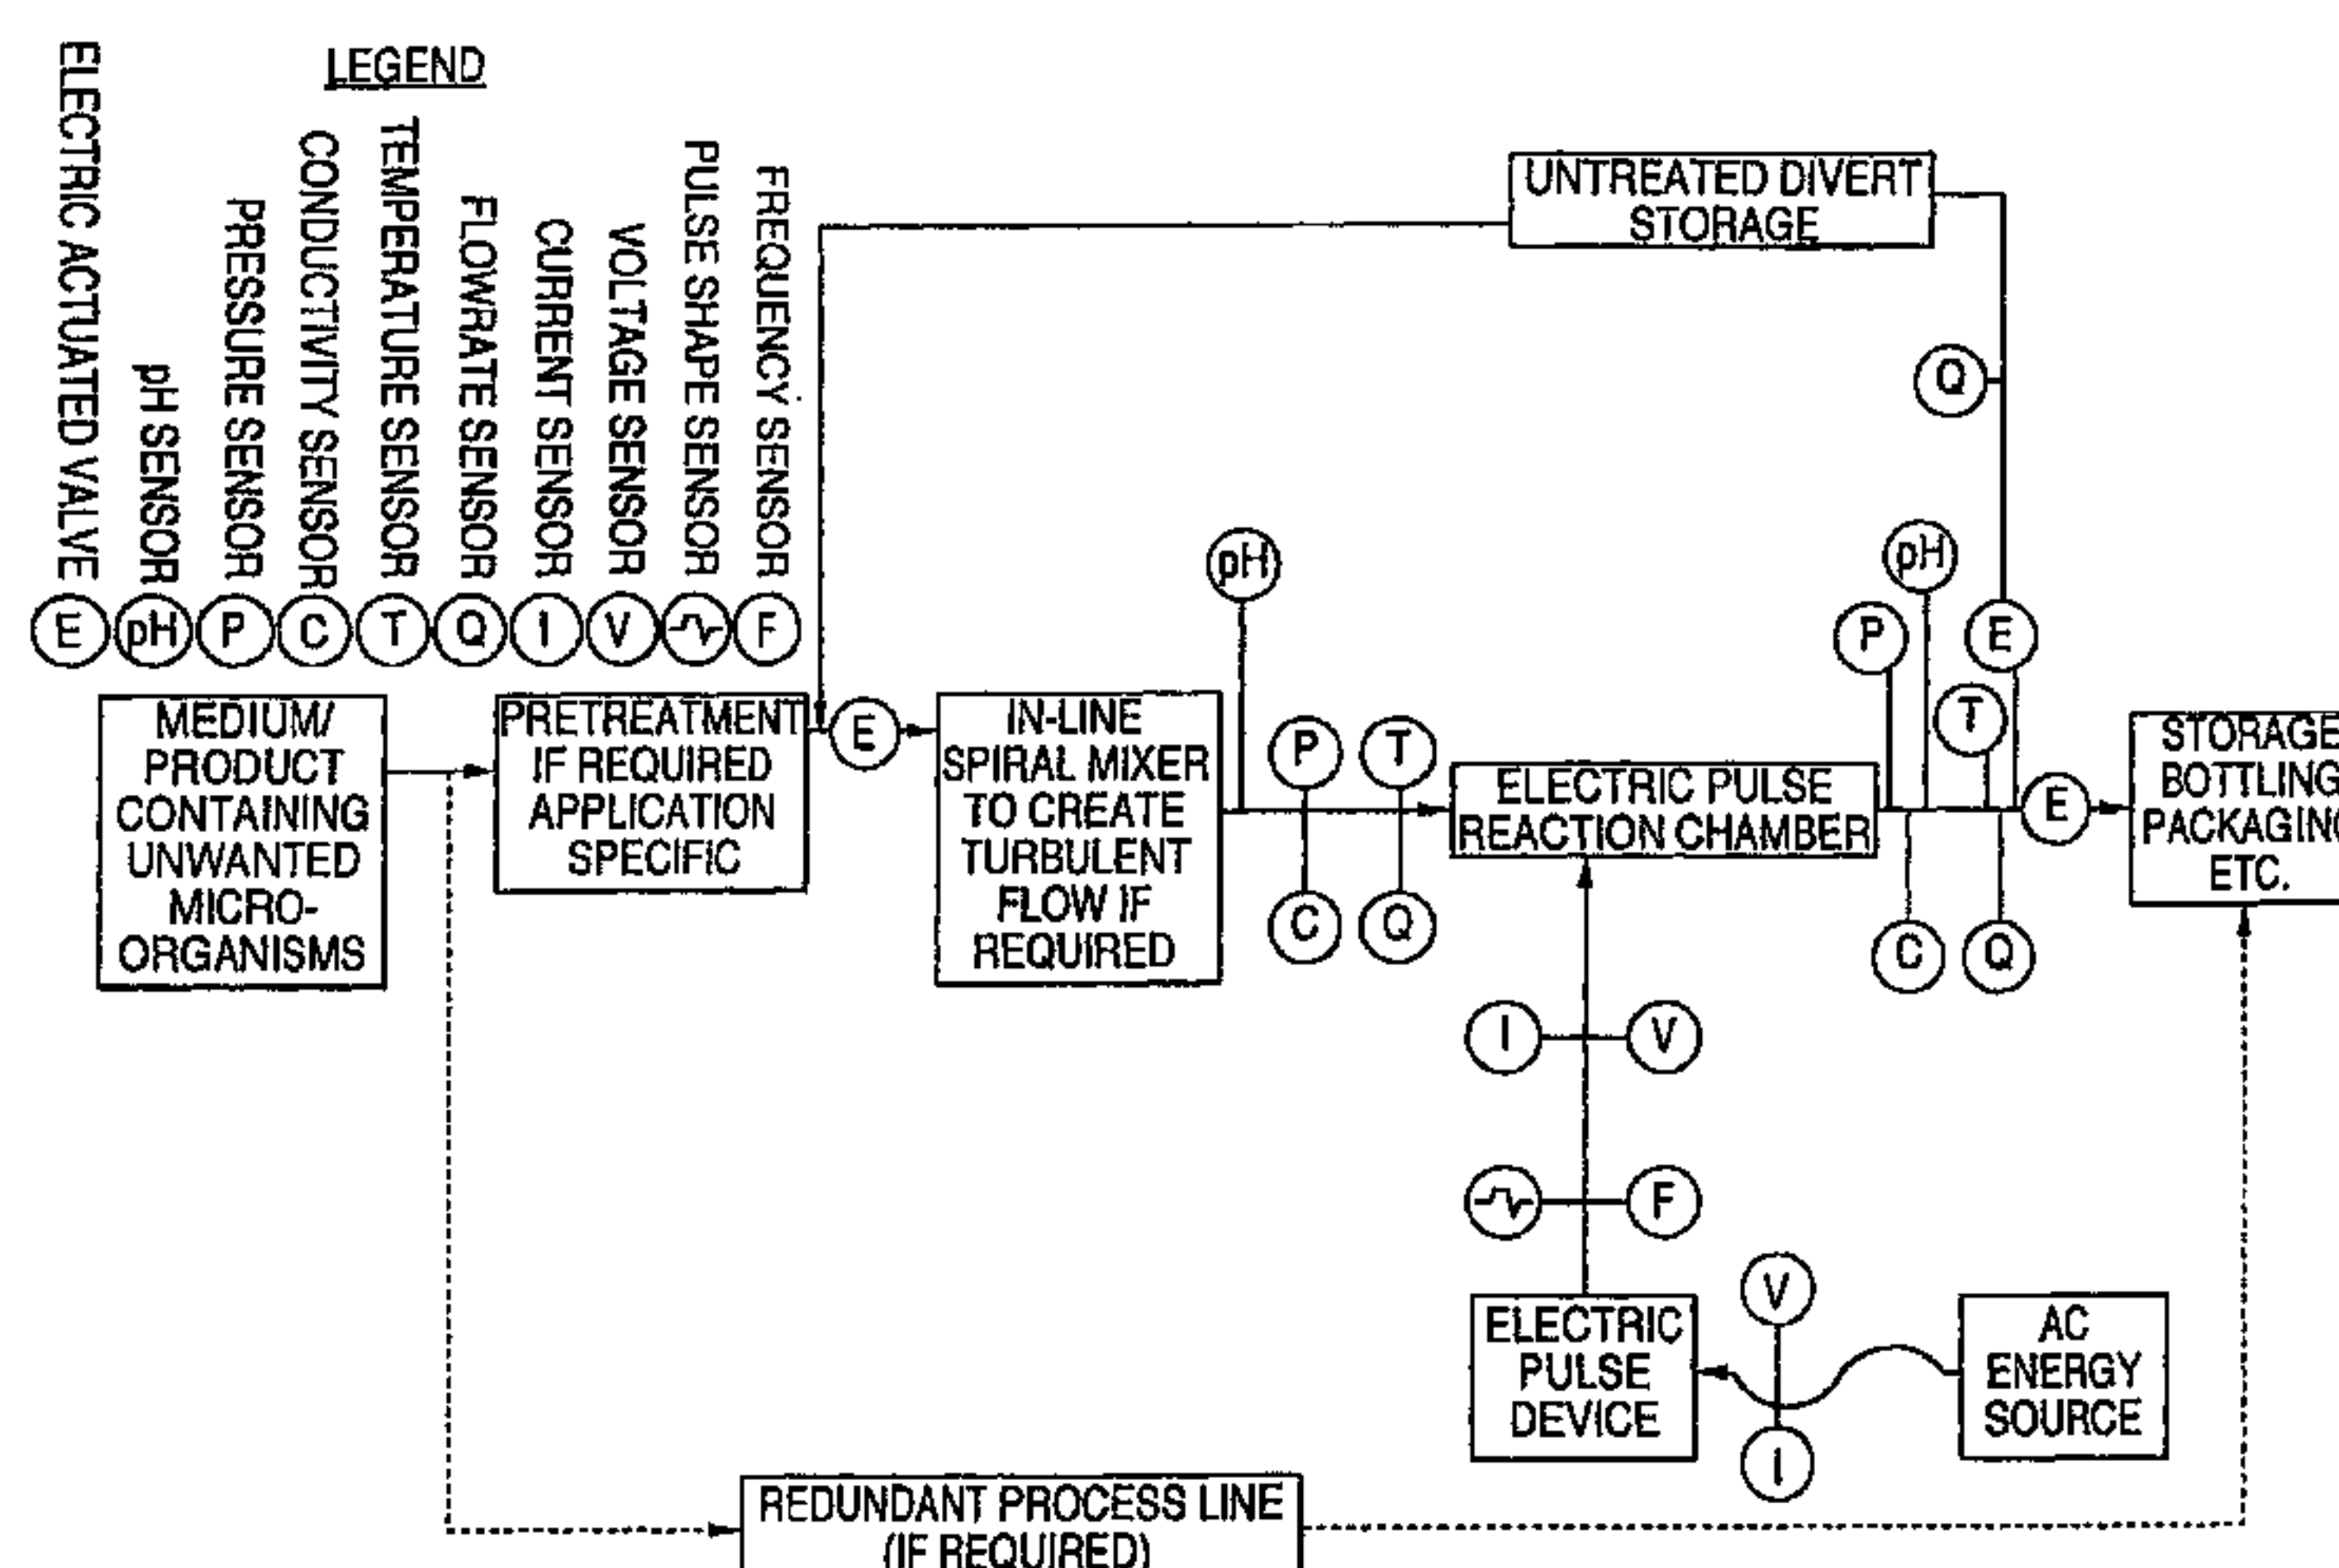 LEGEND
ELECTRIC ACTUATED VALVE
pH SENSOR
PRESSURE SENSOR
CONDUCTIVITY SENSOR
TEMPERATURE SENSOR
FLOWRATE SENSOR
CURRENT SENSOR
VOLTAGE SENSOR
PULSE SHAPE SENSOR
FREQUENCY SENSOR
E pH P C T Q I V F
UNTREATED DIVERT
STORAGE
Q
MEDIUM/
PRODUCT
CONTAINING
UNWANTED
MICRO-
ORGANISMS
PRETREATMENT
IF REQUIRED
APPLICATION
SPECIFIC
E
IN-LINE
SPIRAL MIXER
TO CREATE
TURBULENT
FLOW IF
REQUIRED
pH
P
T
C
Q
ELECTRIC PULSE
REACTION CHAMBER
pH
P
E
T
E
C
Q
STORAGE
BOTTLING
PACKAGING
ETC.
I
V
F
ELECTRIC
PULSE
DEVICE
V
I
AC
ENERGY
SOURCE
REDUNDANT PROCESS LINE
(IF REQUIRED)